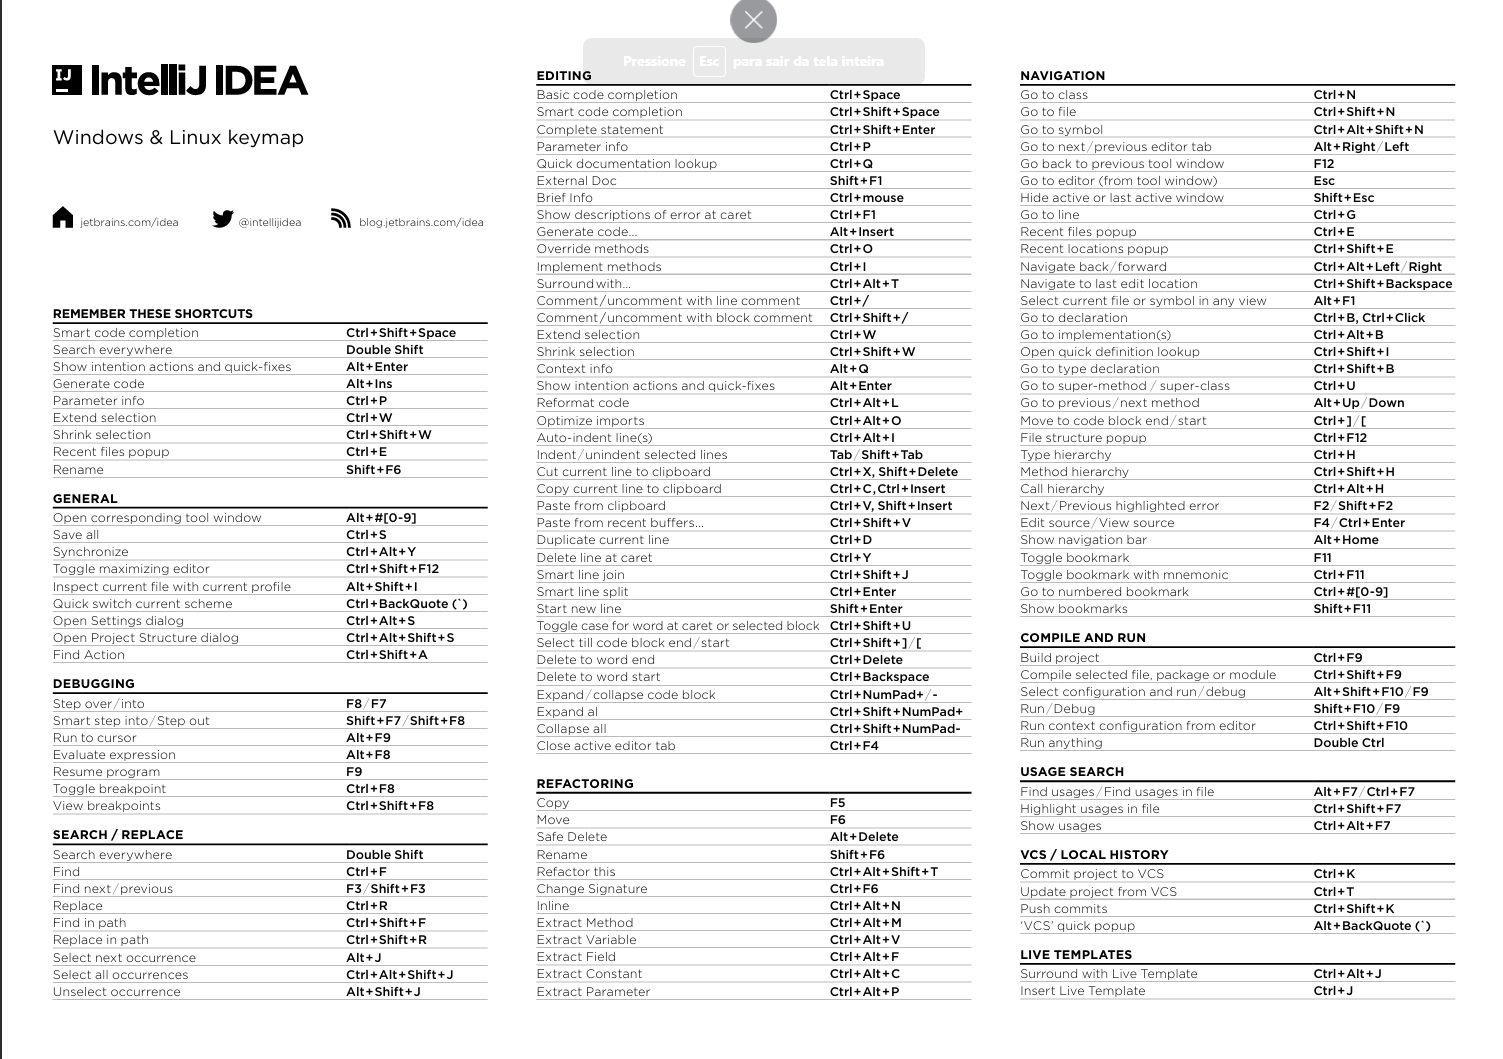 Pressione Esc para sair da tela inteira
IJ IntelliJ IDEA
Windows & Linux keymap
jetbrains.com/idea @intellijidea blog.jetbrains.com/idea
REMEMBER THESE SHORTCUTS
Smart code completion Ctrl+Shift+Space
Search everywhere Double Shift
Show intention actions and quick-fixes Alt+Enter
Generate code Alt+Ins
Parameter info Ctrl+P
Extend selection Ctrl+W
Shrink selection Ctrl+Shift+W
Recent files popup Ctrl+E
Rename Shift+F6
GENERAL
Open corresponding tool window Alt+#[0-9]
Save all Ctrl+S
Synchronize Ctrl+Alt+Y
Toggle maximizing editor Ctrl+Shift+F12
Inspect current file with current profile Alt+Shift+I
Quick switch current scheme Ctrl+BackQuote (`)
Open Settings dialog Ctrl+Alt+S
Open Project Structure dialog Ctrl+Alt+Shift+S
Find Action Ctrl+Shift+A
DEBUGGING
Step over/into F8/F7
Smart step into/Step out Shift+F7/Shift+F8
Run to cursor Alt+F9
Evaluate expression Alt+F8
Resume program F9
Toggle breakpoint Ctrl+F8
View breakpoints Ctrl+Shift+F8
SEARCH / REPLACE
Search everywhere Double Shift
Find Ctrl+F
Find next/previous F3/Shift+F3
Replace Ctrl+R
Find in path Ctrl+Shift+F
Replace in path Ctrl+Shift+R
Select next occurrence Alt+J
Select all occurrences Ctrl+Alt+Shift+J
Unselect occurrence Alt+Shift+J
EDITING
Basic code completion Ctrl+Space
Smart code completion Ctrl+Shift+Space
Complete statement Ctrl+Shift+Enter
Parameter info Ctrl+P
Quick documentation lookup Ctrl+Q
External Doc Shift+F1
Brief Info Ctrl+mouse
Show descriptions of error at caret Ctrl+F1
Generate code... Alt+Insert
Override methods Ctrl+O
Implement methods Ctrl+I
Surround with... Ctrl+Alt+T
Comment/uncomment with line comment Ctrl+/
Comment/uncomment with block comment Ctrl+Shift+/
Extend selection Ctrl+W
Shrink selection Ctrl+Shift+W
Context info Alt+Q
Show intention actions and quick-fixes Alt+Enter
Reformat code Ctrl+Alt+L
Optimize imports Ctrl+Alt+O
Auto-indent line(s) Ctrl+Alt+I
Indent/unindent selected lines Tab/Shift+Tab
Cut current line to clipboard Ctrl+X, Shift+Delete
Copy current line to clipboard Ctrl+C,Ctrl+Insert
Paste from clipboard Ctrl+V, Shift+Insert
Paste from recent buffers... Ctrl+Shift+V
Duplicate current line Ctrl+D
Delete line at caret Ctrl+Y
Smart line join Ctrl+Shift+J
Smart line split Ctrl+Enter
Start new line Shift+Enter
Toggle case for word at caret or selected block Ctrl+Shift+U
Select till code block end/start Ctrl+Shift+]/[
Delete to word end Ctrl+Delete
Delete to word start Ctrl+Backspace
Expand/collapse code block Ctrl+NumPad+/-
Expand al Ctrl+Shift+NumPad+
Collapse all Ctrl+Shift+NumPad-
Close active editor tab Ctrl+F4
REFACTORING
Copy F5
Move F6
Safe Delete Alt+Delete
Rename Shift+F6
Refactor this Ctrl+Alt+Shift+T
Change Signature Ctrl+F6
Inline Ctrl+Alt+N
Extract Method Ctrl+Alt+M
Extract Variable Ctrl+Alt+V
Extract Field Ctrl+Alt+F
Extract Constant Ctrl+Alt+C
Extract Parameter Ctrl+Alt+P
NAVIGATION
Go to class Ctrl+N
Go to file Ctrl+Shift+N
Go to symbol Ctrl+Alt+Shift+N
Go to next/previous editor tab Alt+Right/Left
Go back to previous tool window F12
Go to editor (from tool window) Esc
Hide active or last active window Shift+Esc
Go to line Ctrl+G
Recent files popup Ctrl+E
Recent locations popup Ctrl+Shift+E
Navigate back/forward Ctrl+Alt+Left/Right
Navigate to last edit location Ctrl+Shift+Backspace
Select current file or symbol in any view Alt+F1
Go to declaration Ctrl+B, Ctrl+Click
Go to implementation(s) Ctrl+Alt+B
Open quick definition lookup Ctrl+Shift+I
Go to type declaration Ctrl+Shift+B
Go to super-method / super-class Ctrl+U
Go to previous/next method Alt+Up/Down
Move to code block end/start Ctrl+]/[
File structure popup Ctrl+F12
Type hierarchy Ctrl+H
Method hierarchy Ctrl+Shift+H
Call hierarchy Ctrl+Alt+H
Next/Previous highlighted error F2/Shift+F2
Edit source/View source F4/Ctrl+Enter
Show navigation bar Alt+Home
Toggle bookmark F11
Toggle bookmark with mnemonic Ctrl+F11
Go to numbered bookmark Ctrl+#[0-9]
Show bookmarks Shift+F11
COMPILE AND RUN
Build project Ctrl+F9
Compile selected file, package or module Ctrl+Shift+F9
Select configuration and run/debug Alt+Shift+F10/F9
Run/Debug Shift+F10/F9
Run context configuration from editor Ctrl+Shift+F10
Run anything Double Ctrl
USAGE SEARCH
Find usages/Find usages in file Alt+F7/Ctrl+F7
Highlight usages in file Ctrl+Shift+F7
Show usages Ctrl+Alt+F7
VCS / LOCAL HISTORY
Commit project to VCS Ctrl+K
Update project from VCS Ctrl+T
Push commits Ctrl+Shift+K
‘VCS’ quick popup Alt+BackQuote (`)
LIVE TEMPLATES
Surround with Live Template Ctrl+Alt+J
Insert Live Template Ctrl+J